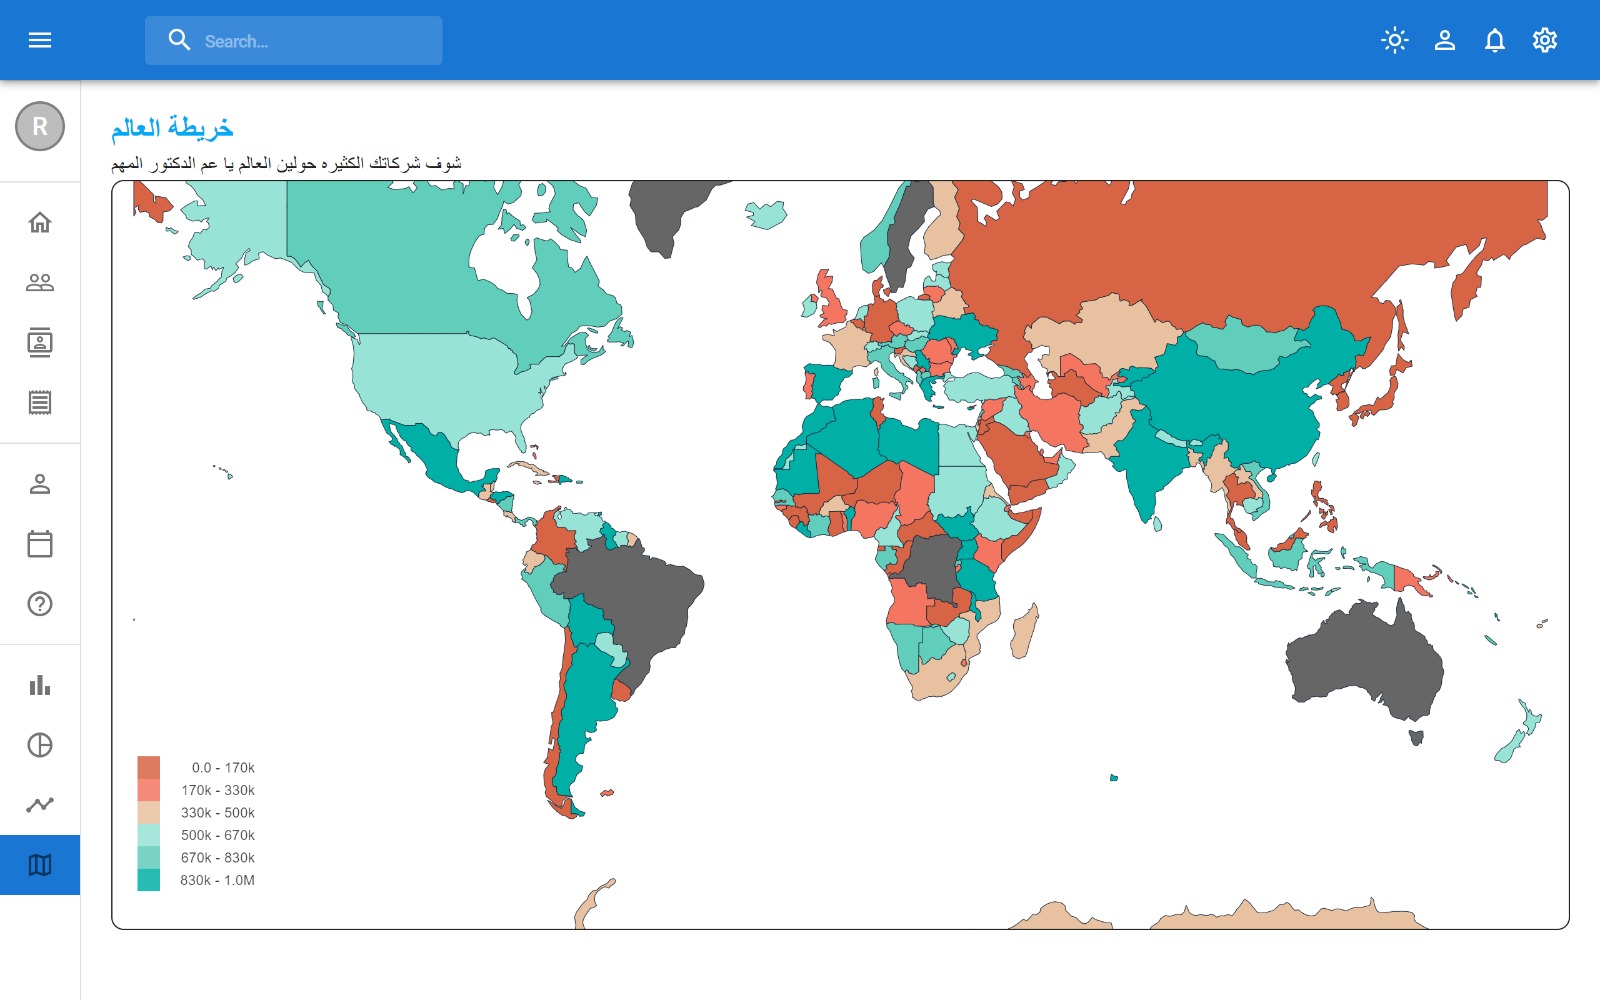 Search...
R
خريطة العالم
شوف شركاتك الكثيره حولين العالم يا عم الدكتور المهم
0.0 - 170k
170k - 330k
330k - 500k
500k - 670k
670k - 830k
830k - 1.0M